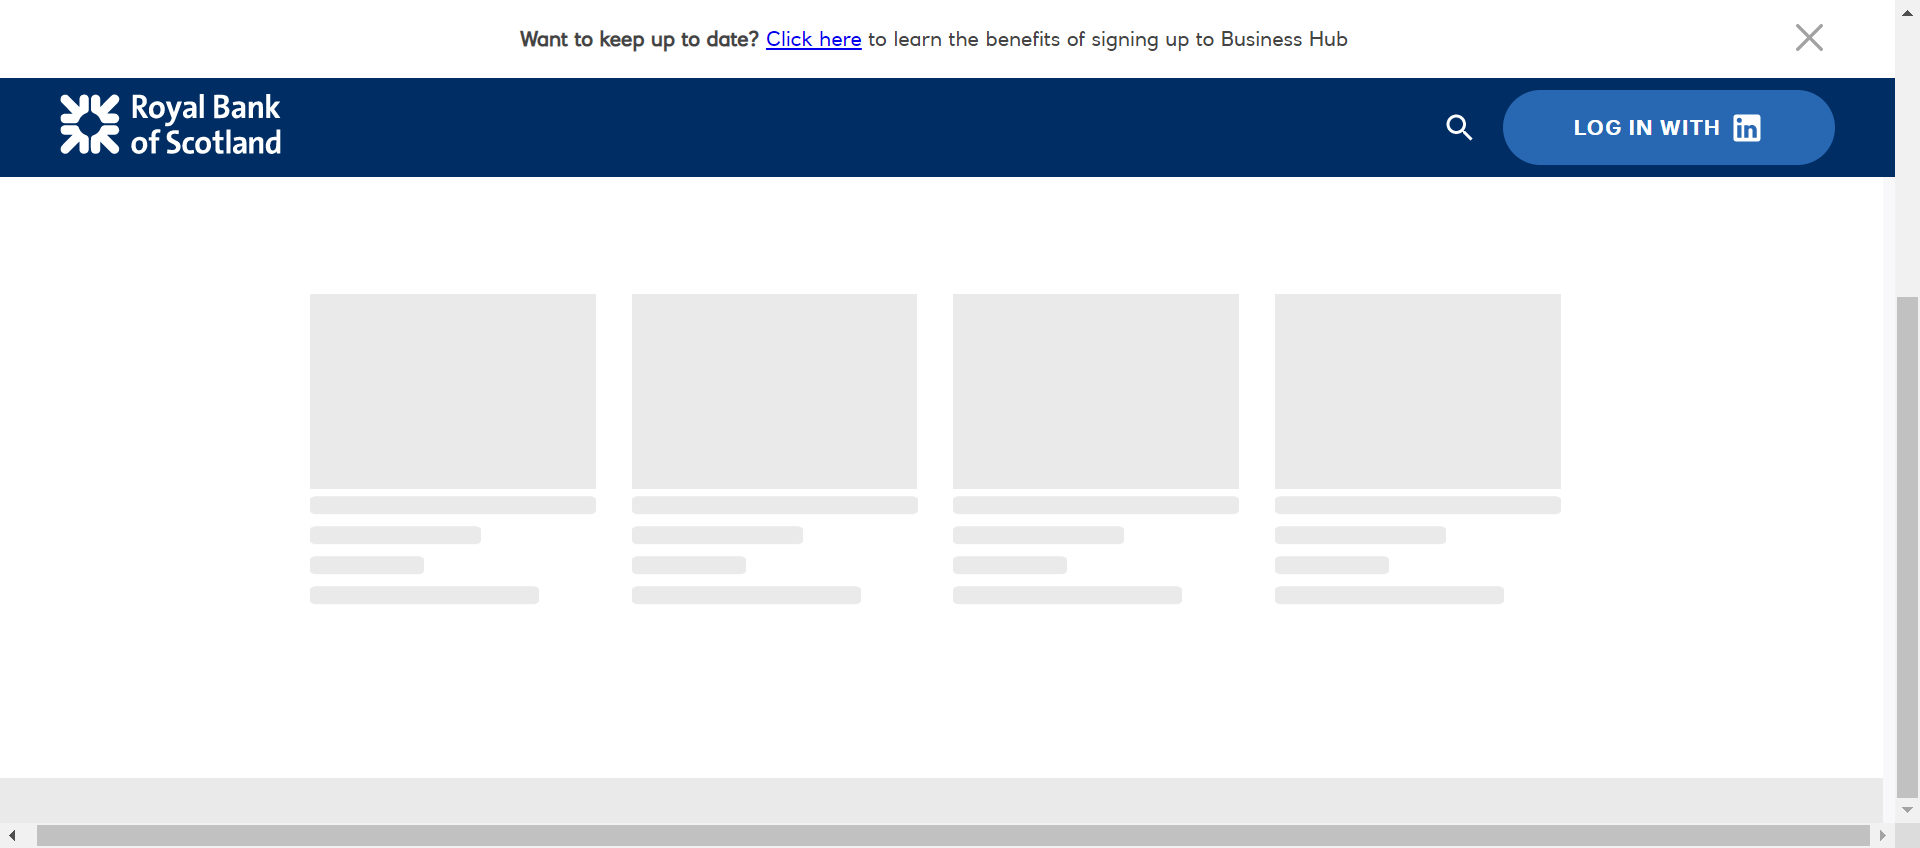 Want to keep up to date? Click here to learn the benefits of signing up to Business Hub
Royal Bank
of Scotland
LOG IN WITH in